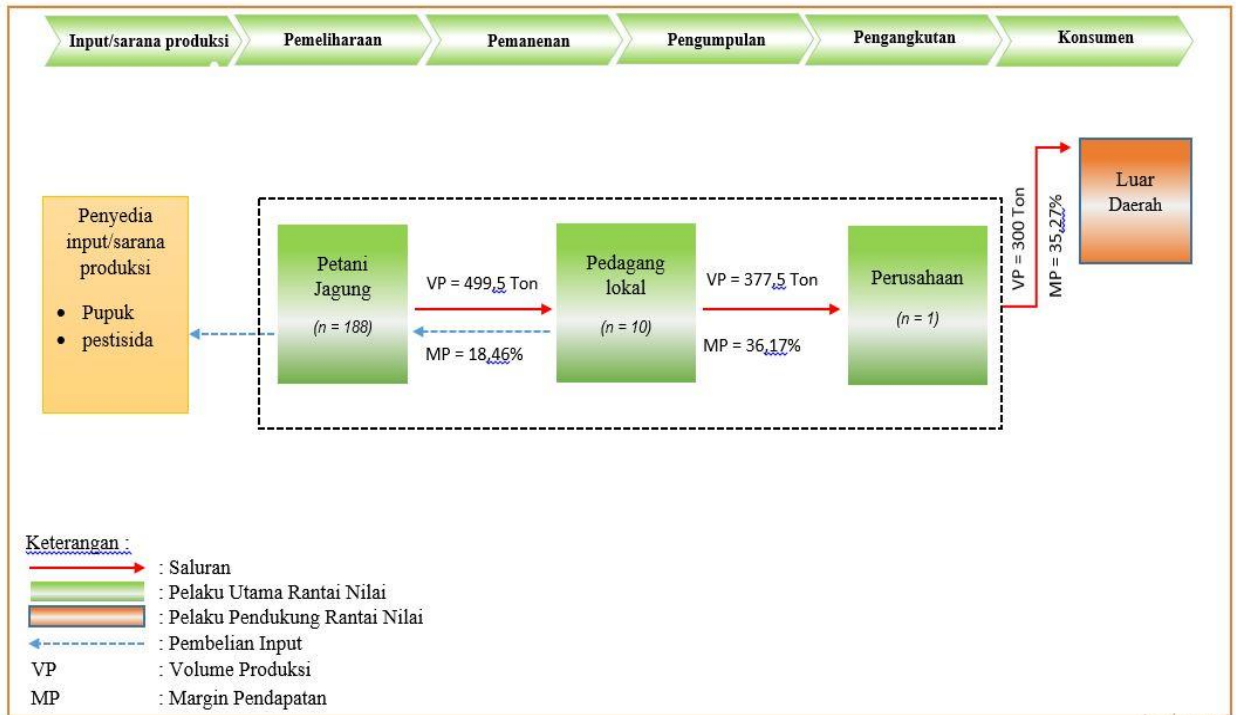 Input/sarana produksi
Pemeliharaan
Pemanenan
Pengumpulan
Pengangkutan
Konsumen
Penyedia
input/sarana
produksi
• Pupuk
• pestisida
Petani
Jagung
(n = 188)
VP = 499,5 Ton
MP = 18,46%
Pedagang
lokal
(n = 10)
VP = 377,5 Ton
MP = 36,17%
Perusahaan
(n = 1)
VP = 300 Ton
MP = 35,27%
Luar
Daerah
Keterangan :
: Saluran
: Pelaku Utama Rantai Nilai
: Pelaku Pendukung Rantai Nilai
: Pembelian Input
VP : Volume Produksi
MP : Margin Pendapatan